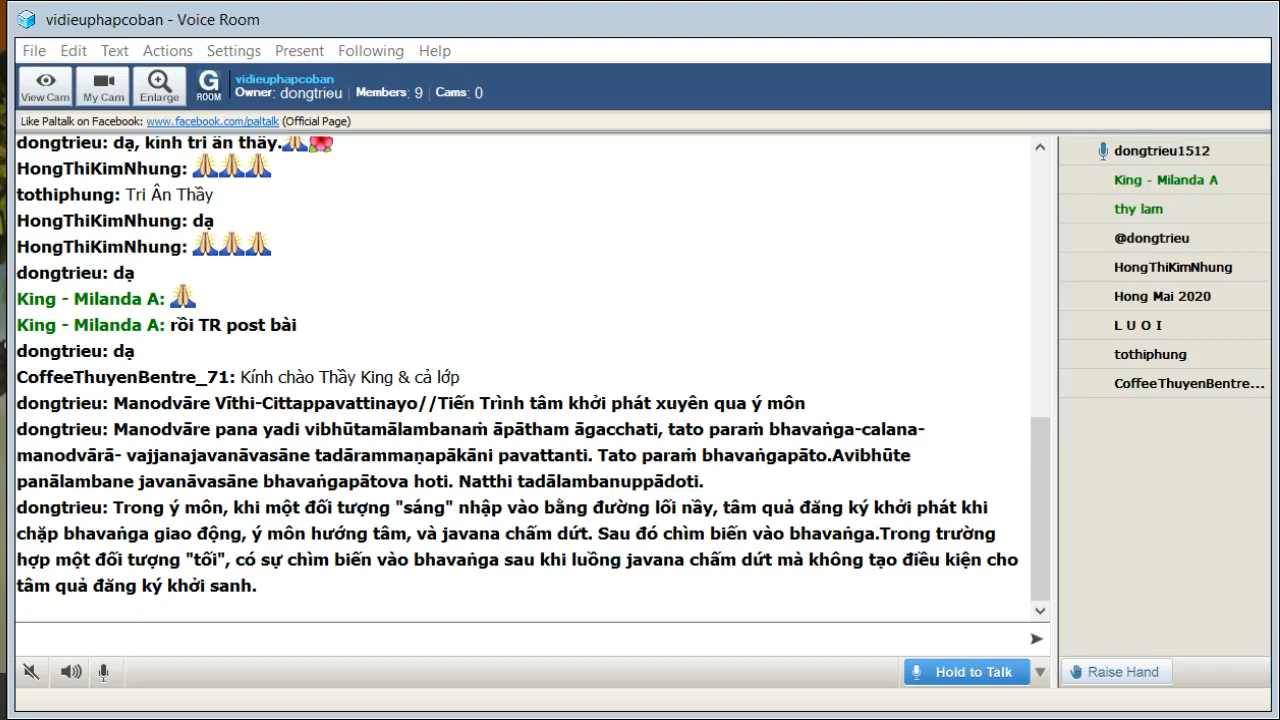 vidieuphapcoban - Voice Room
File Edit Text Actions Settings Present Following Help
View Cam My Cam Enlarge G ROOM
vidieuphapcoban
Owner: dongtrieu | Members: 9 | Cams: 0
Like Paltalk on Facebook: www.facebook.com/paltalk (Official Page)
dongtrieu: dạ, kinh tri ân thầy.
HongThiKimNhung:
tothiphung: Tri Ân Thầy
HongThiKimNhung: dạ
HongThiKimNhung:
dongtrieu: dạ
King - Milanda A:
King - Milanda A: rồi TR post bài
dongtrieu: dạ
CoffeeThuyenBentre_71: Kính chào Thầy King & cả lớp
dongtrieu: Manodvāre Vīthi-Cittappavattinayo//Tiến Trình tâm khởi phát xuyên qua ý môn
dongtrieu: Manodvāre pana yadi vibhūtamālambanaṁ āpātham āgacchati, tato paraṁ bhavaṅga-calana-
manodvārā- vajjanajavanāvasāne tadārammaṇapākāni pavattanti. Tato paraṁ bhavaṅgapāto.Avibhūte
panālambane javanāvasāne bhavaṅgapātova hoti. Natthi tadālambanuppādoti.
dongtrieu: Trong ý môn, khi một đối tượng "sáng" nhập vào bằng đường lối nầy, tâm quả đăng ký khởi phát khi
chặp bhavaṅga giao động, ý môn hướng tâm, và javana chấm dứt. Sau đó chìm biến vào bhavaṅga.Trong trường
hợp một đối tượng "tối", có sự chìm biến vào bhavaṅga sau khi luồng javana chấm dứt mà không tạo điều kiện cho
tâm quả đăng ký khởi sanh.
dongtrieu1512
King - Milanda A
thy lam
@dongtrieu
HongThiKimNhung
Hong Mai 2020
L U O I
tothiphung
CoffeeThuyenBentre...
Hold to Talk
Raise Hand